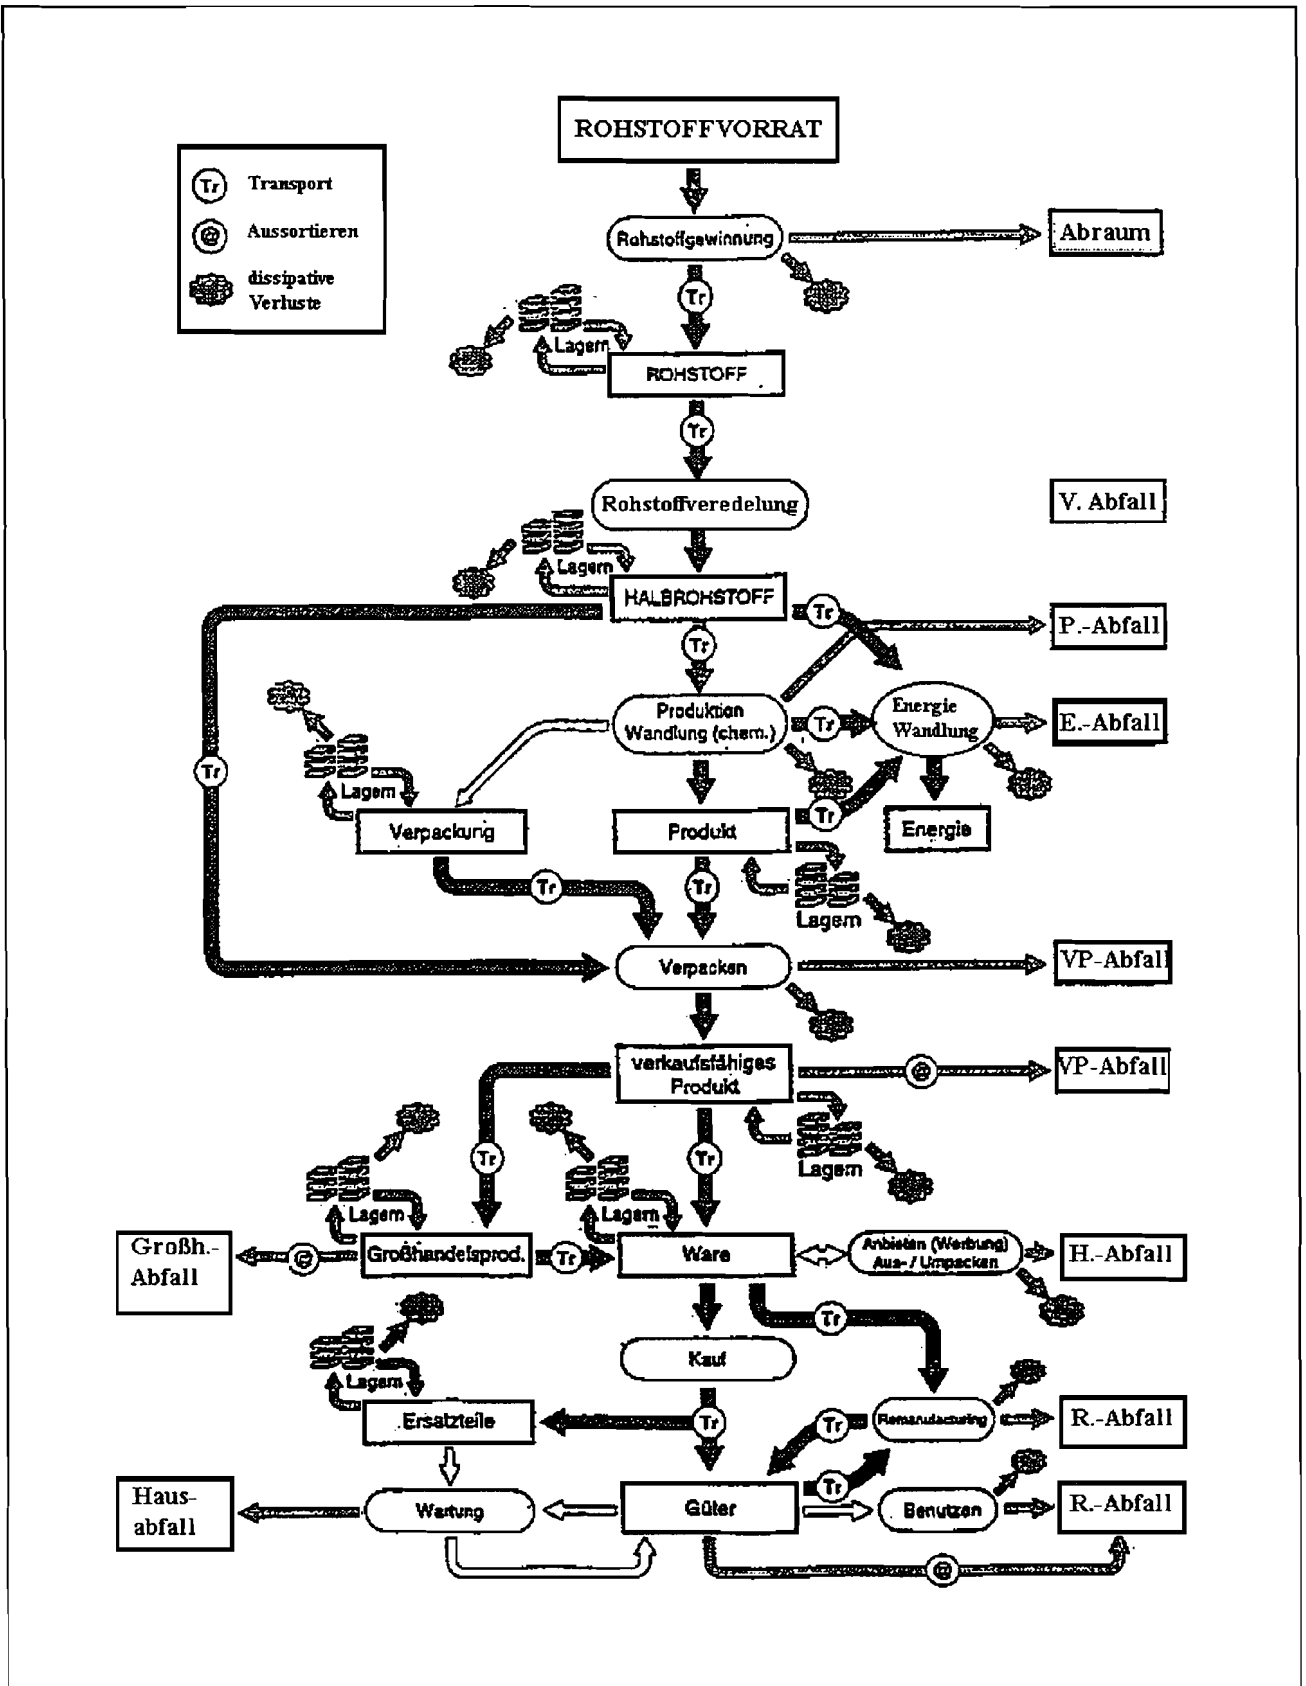 ROHSTOFFVORRAT
Tr Transport
@ Aussortieren
dissipative
Verluste
Rohstoffgewinnung
Abraum
Tr
Lagern
ROHSTOFF
Tr
Rohstoffveredelung
V. Abfall
Lagern
HALBROHSTOFF
Tr
P.-Abfall
Tr
Produktion
Wandlung (chem.)
Tr
Energie
Wandlung
E.-Abfall
Tr
Lagern
Verpackung
Produkt
Tr
Energie
Tr
Tr
Lagern
Verpacken
VP-Abfall
verkaufsfähiges
Produkt
@
VP-Abfall
Tr
Tr
Lagern
Lagern
Lagern
Großh.-
Abfall
@
Großhandelsprod.
Tr
Ware
Anbieten (Werbung)
Aus- / Umpacken
H.-Abfall
Tr
Kauf
Lagern
Ersatzteile
Tr
Tr
Remanufacturing
R.-Abfall
Haus-
abfall
Wartung
Güter
Tr
Benutzen
R.-Abfall
@